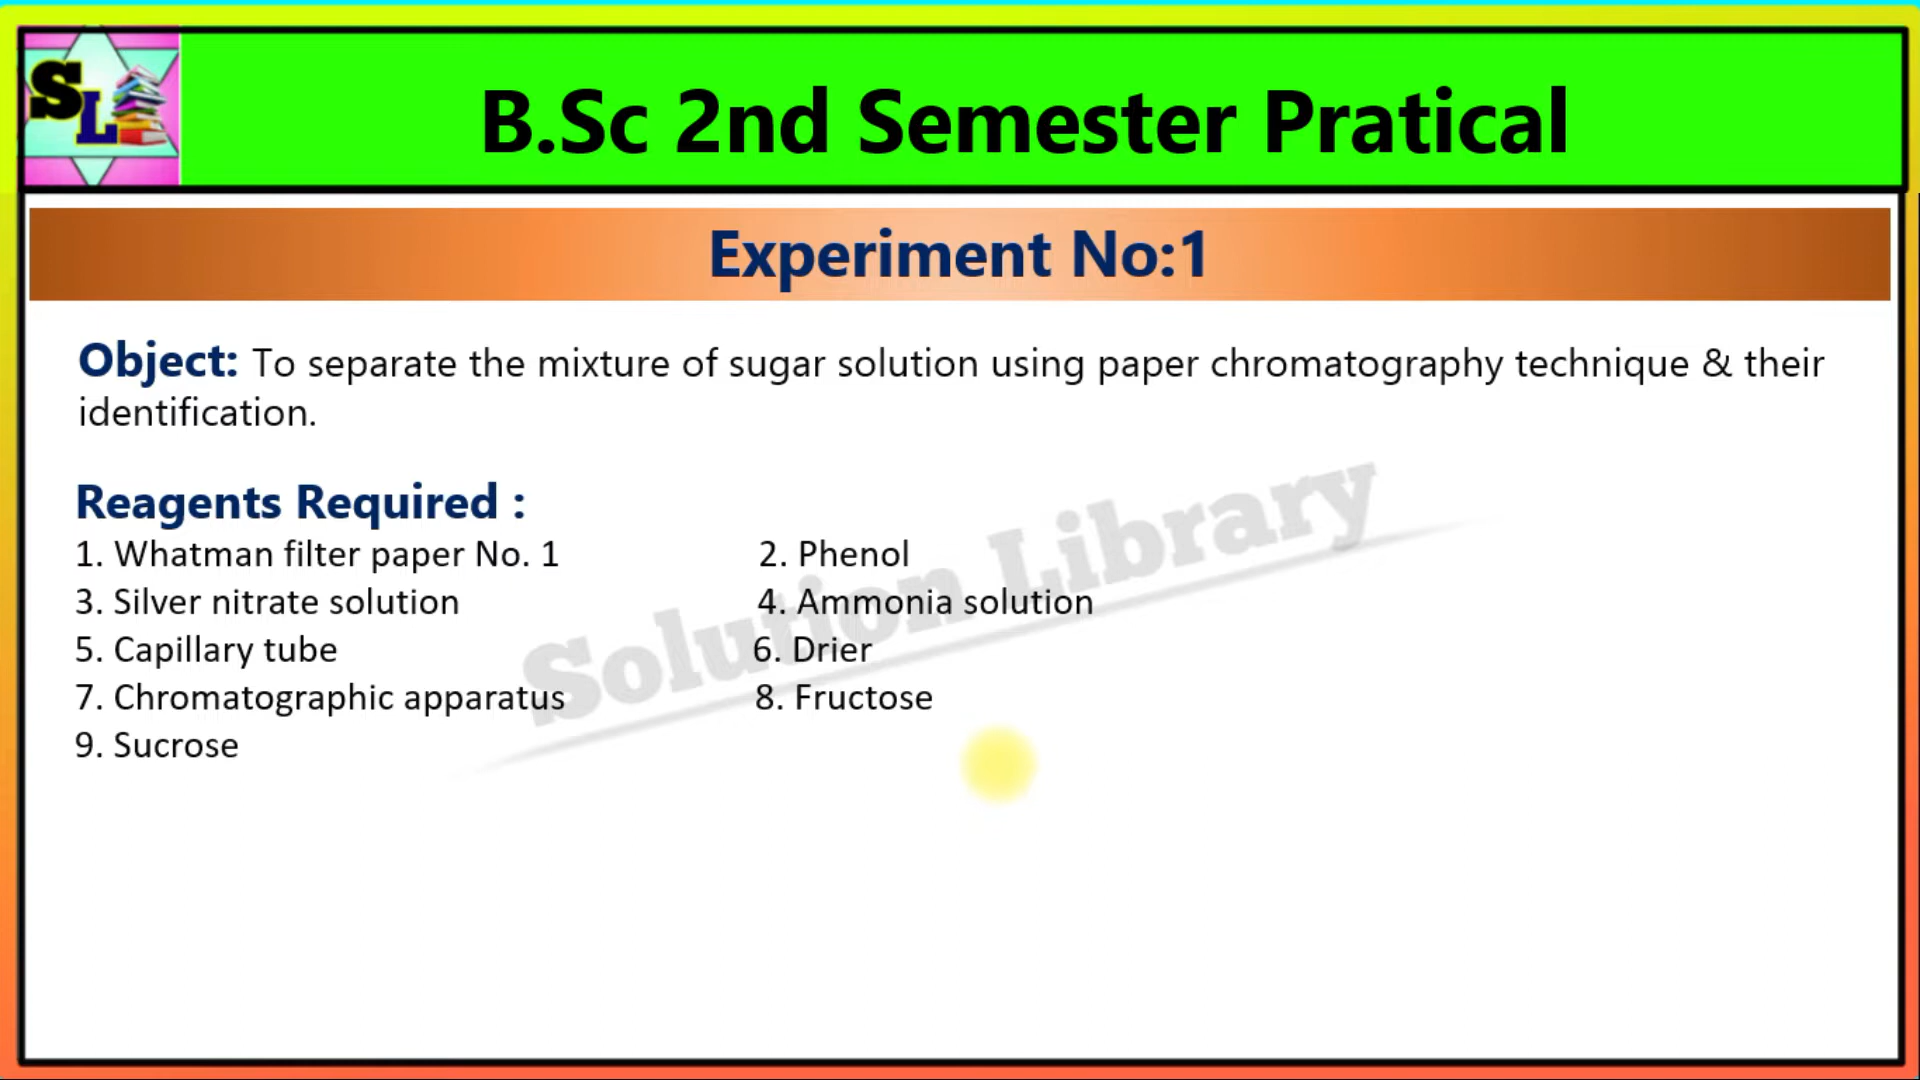 SL
B.Sc 2nd Semester Pratical
Experiment No:1
Object: To separate the mixture of sugar solution using paper chromatography technique & their
identification.
Reagents Required :
1. Whatman filter paper No. 1 2. Phenol
3. Silver nitrate solution 4. Ammonia solution
5. Capillary tube 6. Drier
7. Chromatographic apparatus 8. Fructose
9. Sucrose
Solution Library